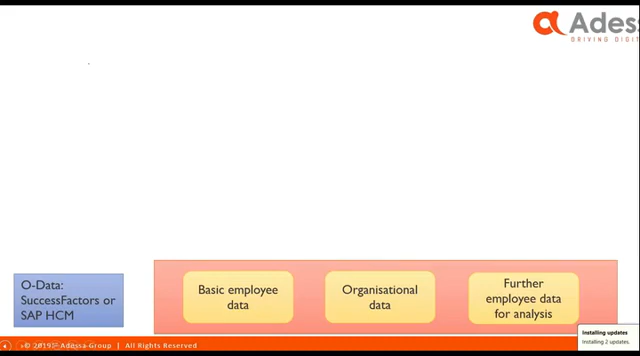 Adess
DRIVING DIGIT
O-Data:
SuccessFactors or
SAP HCM
Basic employee
data
Organisational
data
Further
employee data
for analysis
Installing updates
Installing 2 updates.
© 2019 Adessa Group | All Rights Reserved